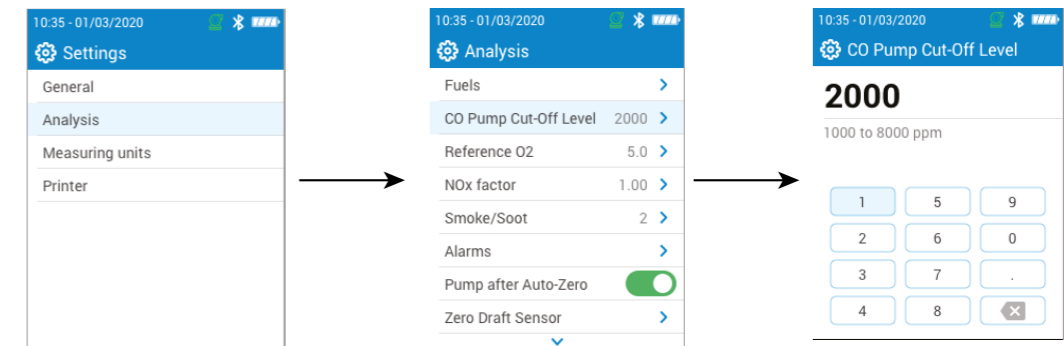 10:35 - 01/03/2020
Settings
General
Analysis
Measuring units
Printer
10:35 - 01/03/2020
Analysis
Fuels
CO Pump Cut-Off Level 2000
Reference O2 5.0
NOx factor 1.00
Smoke/Soot 2
Alarms
Pump after Auto-Zero
Zero Draft Sensor
10:35 - 01/03/2020
CO Pump Cut-Off Level
2000
1000 to 8000 ppm
1 5 9
2 6 0
3 7 .
4 8